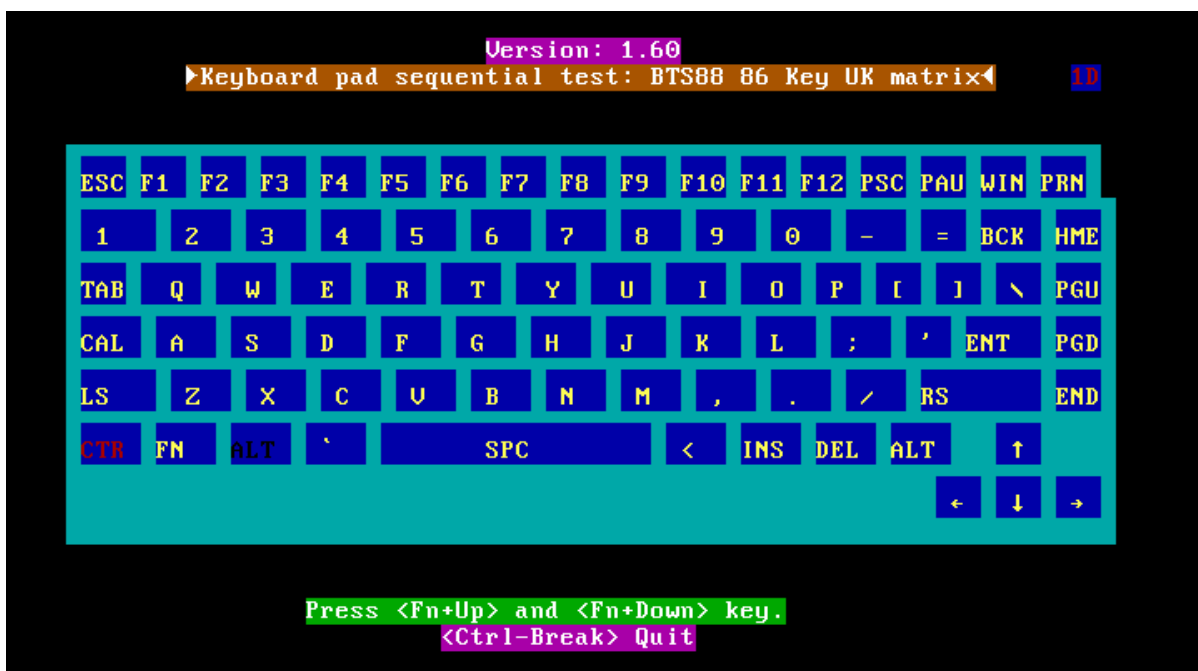 Version: 1.60
►Keyboard pad sequential test: BTS88 86 Key UK matrix◄ 1D
ESC F1 F2 F3 F4 F5 F6 F7 F8 F9 F10 F11 F12 PSC PAU WIN PRN
1 2 3 4 5 6 7 8 9 0 - = BCK HME
TAB Q W E R T Y U I O P [ ] \ PGU
CAL A S D F G H J K L ; ' ENT PGD
LS Z X C V B N M , . / RS END
CTR FN ALT ` SPC < INS DEL ALT ↑
← ↓ →
Press <Fn+Up> and <Fn+Down> key.
<Ctrl-Break> Quit